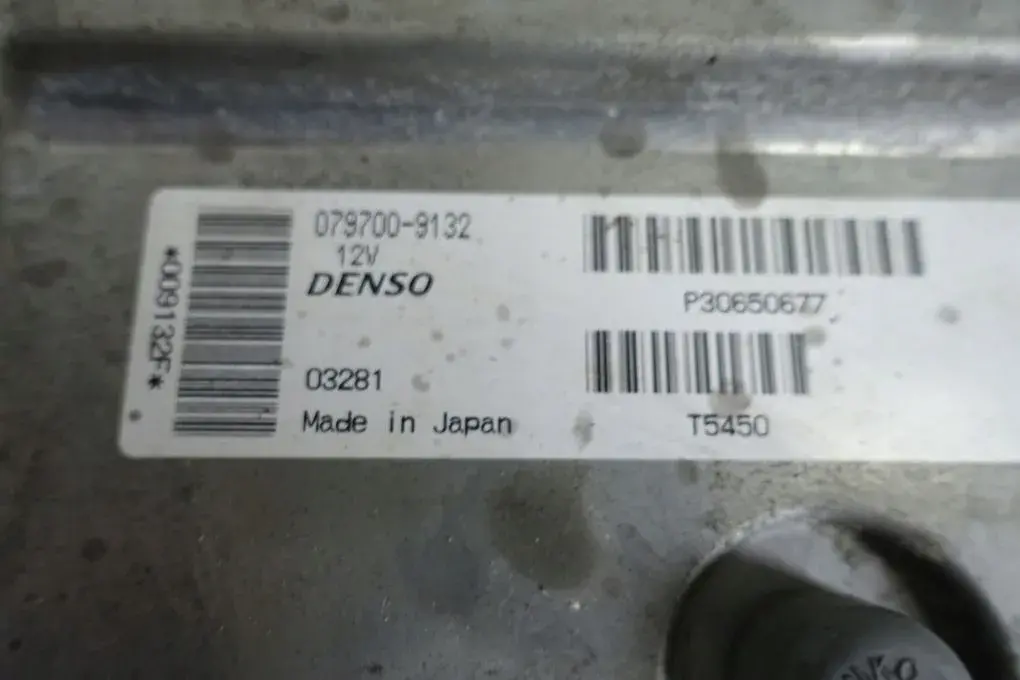 *009132F*
079700-9132
12V
DENSO
03281
Made in Japan
P30650677
T5450